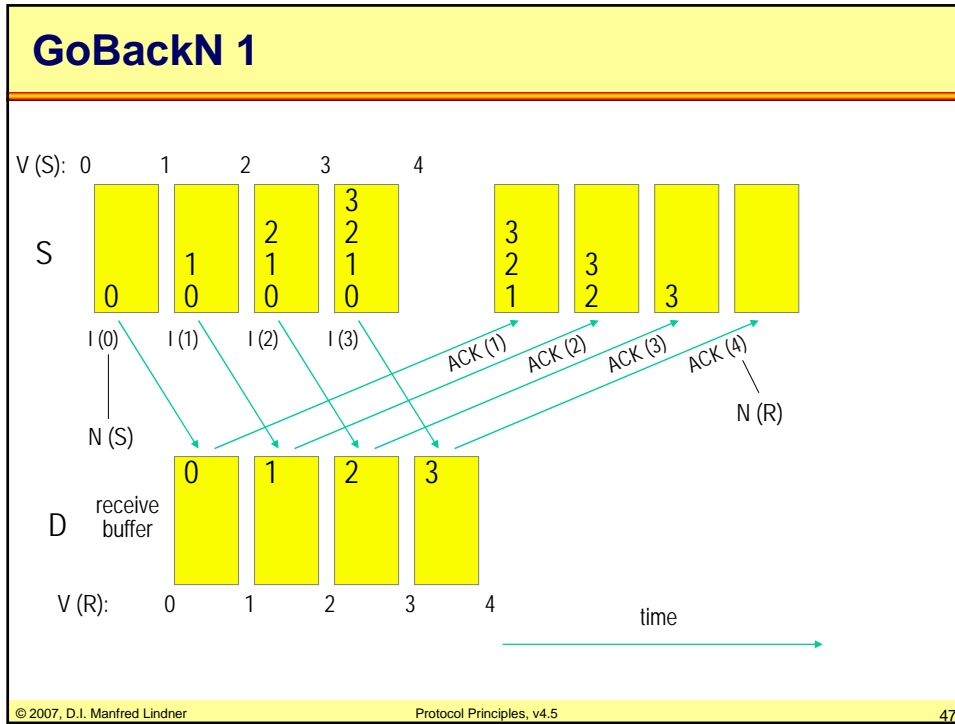 GoBackN 1
V (S): 0 1 2 3 4
S
0
1
0
2
1
0
3
2
1
0
3
2
1
3
2
3
I (0) I (1) I (2) I (3)
ACK (1) ACK (2) ACK (3) ACK (4)
N (S)
N (R)
D
receive
buffer
0 1 2 3
V (R): 0 1 2 3 4
time
© 2007, D.I. Manfred Lindner Protocol Principles, v4.5 47